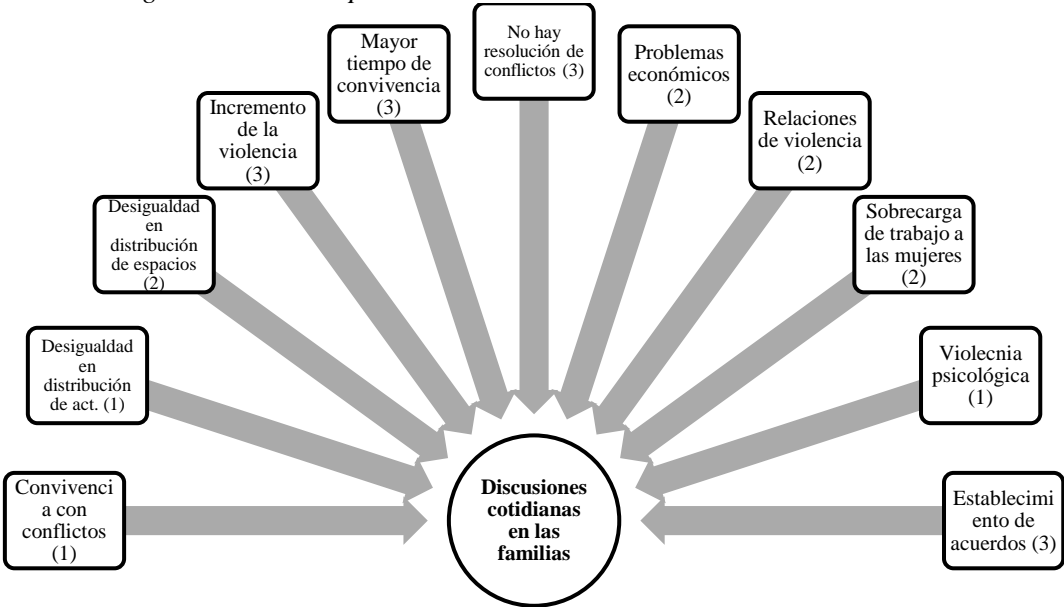 Mayor
tiempo de
convivencia
(3)
No hay
resolución de
conflictos (3)
Problemas
económicos
(2)
Incremento
de la
violencia
(3)
Relaciones
de violencia
(2)
Desigualdad
en
distribución
de espacios
(2)
Sobrecarga
de trabajo a
las mujeres
(2)
Desigualdad
en
distribución
de act. (1)
Violecnia
psicológica
(1)
Convivenci
a con
conflictos
(1)
Discusiones
cotidianas
en las
familias
Establecimi
ento de
acuerdos (3)